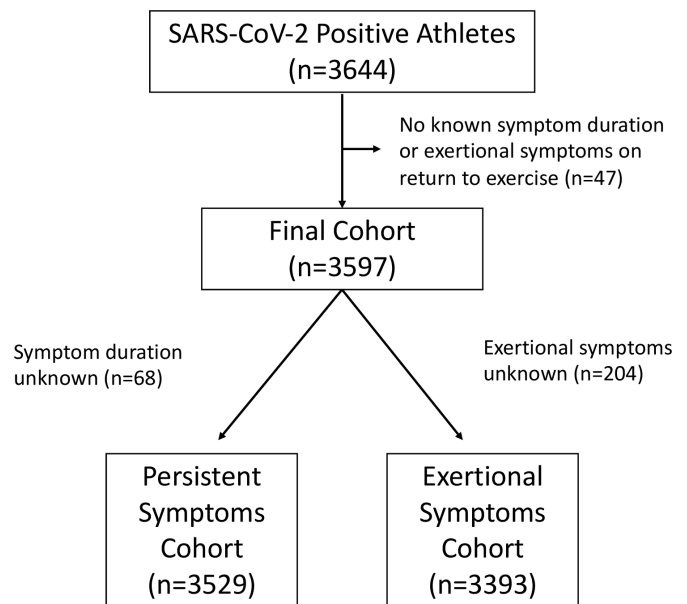 SARS-CoV-2 Positive Athletes
(n=3644)
No known symptom duration
or exertional symptoms on
return to exercise (n=47)
Final Cohort
(n=3597)
Symptom duration
unknown (n=68)
Exertional symptoms
unknown (n=204)
Persistent
Symptoms
Cohort
(n=3529)
Exertional
Symptoms
Cohort
(n=3393)